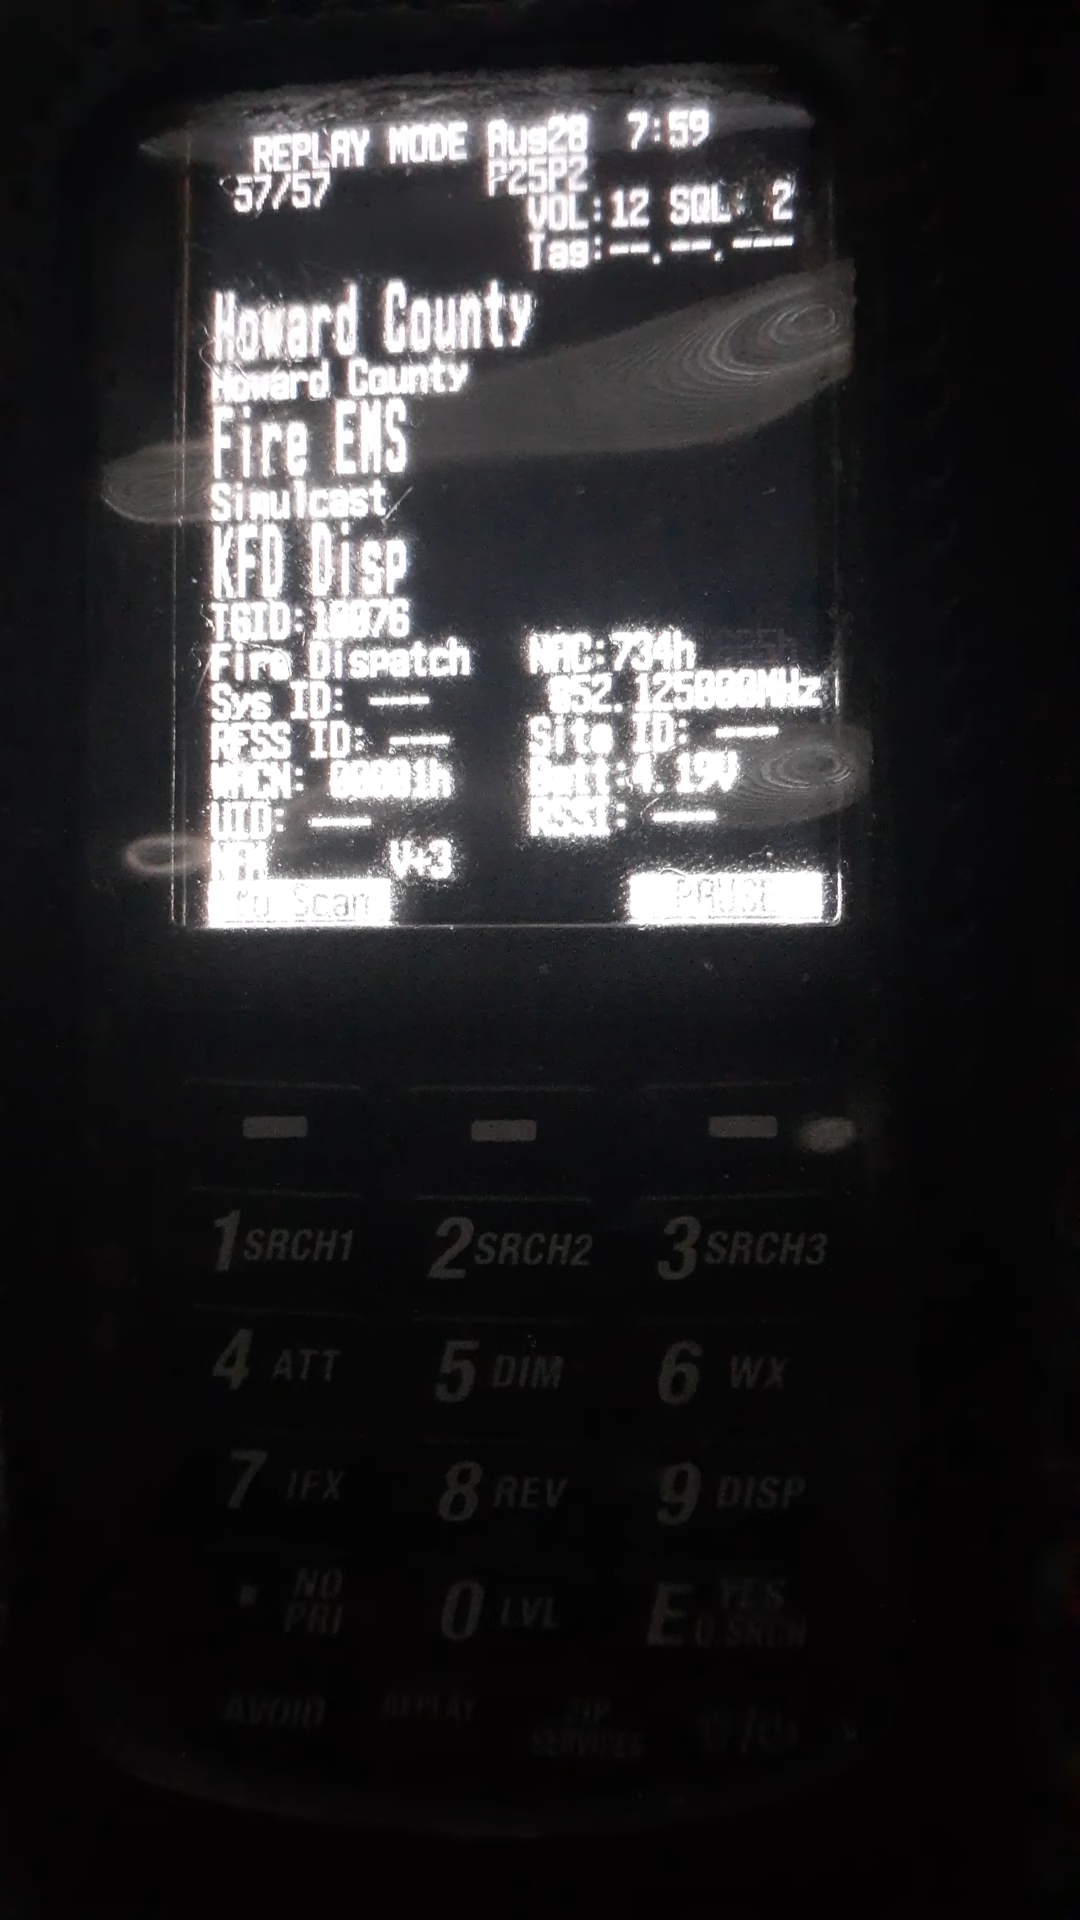 REPLAY MODE Aug28 7:59
57/57 P25P2
VOL:12 SQL: 2
Tag:--.--.---
Howard County
Howard County
Fire EMS
Simulcast
KFD Disp
TGID:10076
Fire Dispatch NAC:734h
Sys ID: --- 852.125000MHz
RFSS ID: --- Site ID: ---
WACN: 00001h Batt:4.19V
UID: --- RSSI: ---
NFM V+3
Scan PAUSE
1 SRCH1 2 SRCH2 3 SRCH3
4 ATT 5 DIM 6 WX
7 IFX 8 REV 9 DISP
. NO PRI 0 LVL E YES Q.SRCH
AVOID REPLAY ZIP SERVICES